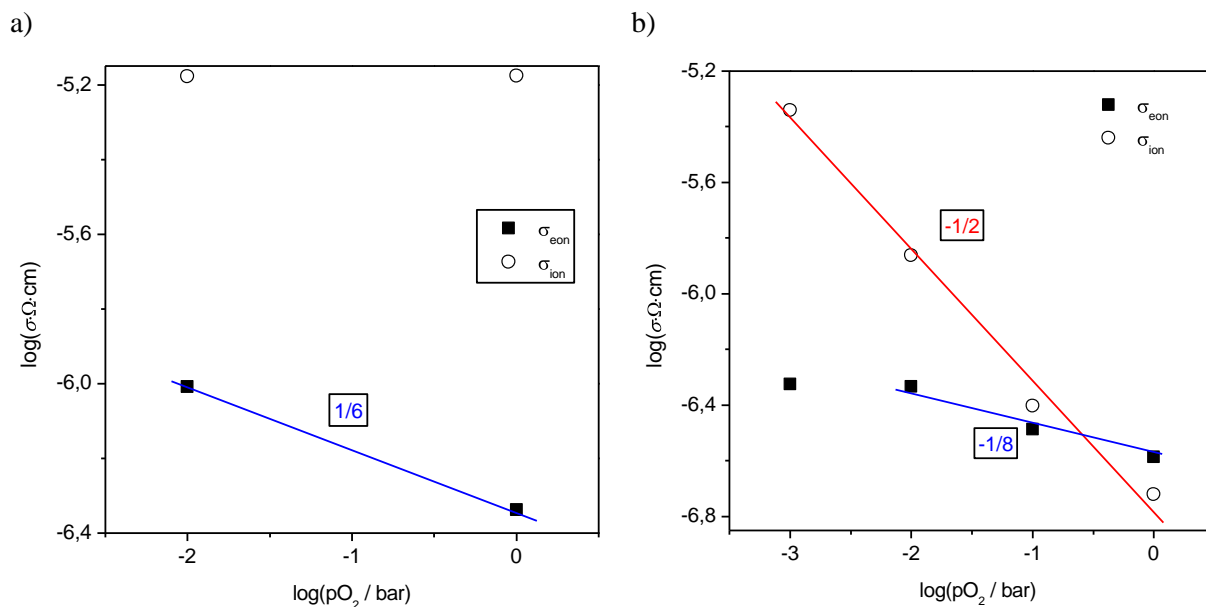 a)
-5,2
-5,6
-6,0
-6,4
log(σ·Ω·cm)
σeon
σion
1/6
-2
-1
0
log(pO2 / bar)
b)
-5,2
-5,6
-6,0
-6,4
-6,8
log(σ·Ω·cm)
σeon
σion
-1/2
-1/8
-3
-2
-1
0
log(pO2 / bar)